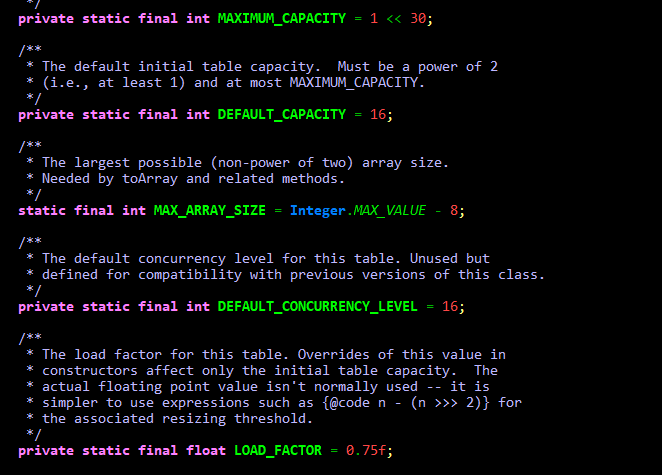 */
private static final int MAXIMUM_CAPACITY = 1 << 30;
/**
* The default initial table capacity.  Must be a power of 2
* (i.e., at least 1) and at most MAXIMUM_CAPACITY.
*/
private static final int DEFAULT_CAPACITY = 16;
/**
* The largest possible (non-power of two) array size.
* Needed by toArray and related methods.
*/
static final int MAX_ARRAY_SIZE = Integer.MAX_VALUE - 8;
/**
* The default concurrency level for this table. Unused but
* defined for compatibility with previous versions of this class.
*/
private static final int DEFAULT_CONCURRENCY_LEVEL = 16;
/**
* The load factor for this table. Overrides of this value in
* constructors affect only the initial table capacity.  The
* actual floating point value isn't normally used -- it is
* simpler to use expressions such as {@code n - (n >>> 2)} for
* the associated resizing threshold.
*/
private static final float LOAD_FACTOR = 0.75f;